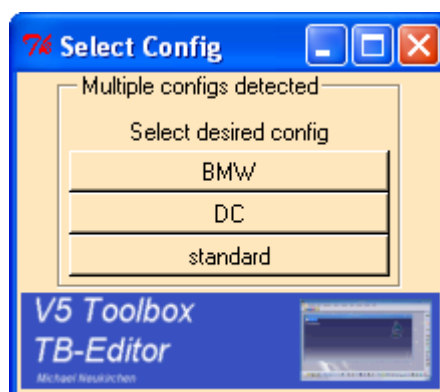 Select Config
Multiple configs detected
Select desired config
BMW
DC
standard
V5 Toolbox
TB-Editor
Michael Neukirchen